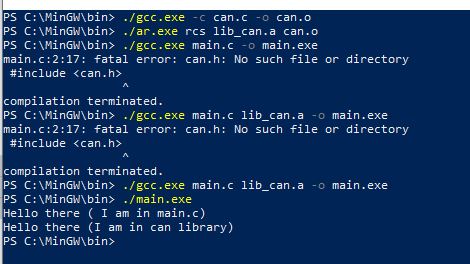 PS C:\MinGW\bin> ./gcc.exe -c can.c -o can.o
PS C:\MinGW\bin> ./ar.exe rcs lib_can.a can.o
PS C:\MinGW\bin> ./gcc.exe main.c -o main.exe
main.c:2:17: fatal error: can.h: No such file or directory
 #include <can.h>
                 ^
compilation terminated.
PS C:\MinGW\bin> ./gcc.exe main.c lib_can.a -o main.exe
main.c:2:17: fatal error: can.h: No such file or directory
 #include <can.h>
                 ^
compilation terminated.
PS C:\MinGW\bin> ./gcc.exe main.c lib_can.a -o main.exe
PS C:\MinGW\bin> ./main.exe
Hello there ( I am in main.c)
Hello there (I am in can library)
PS C:\MinGW\bin>